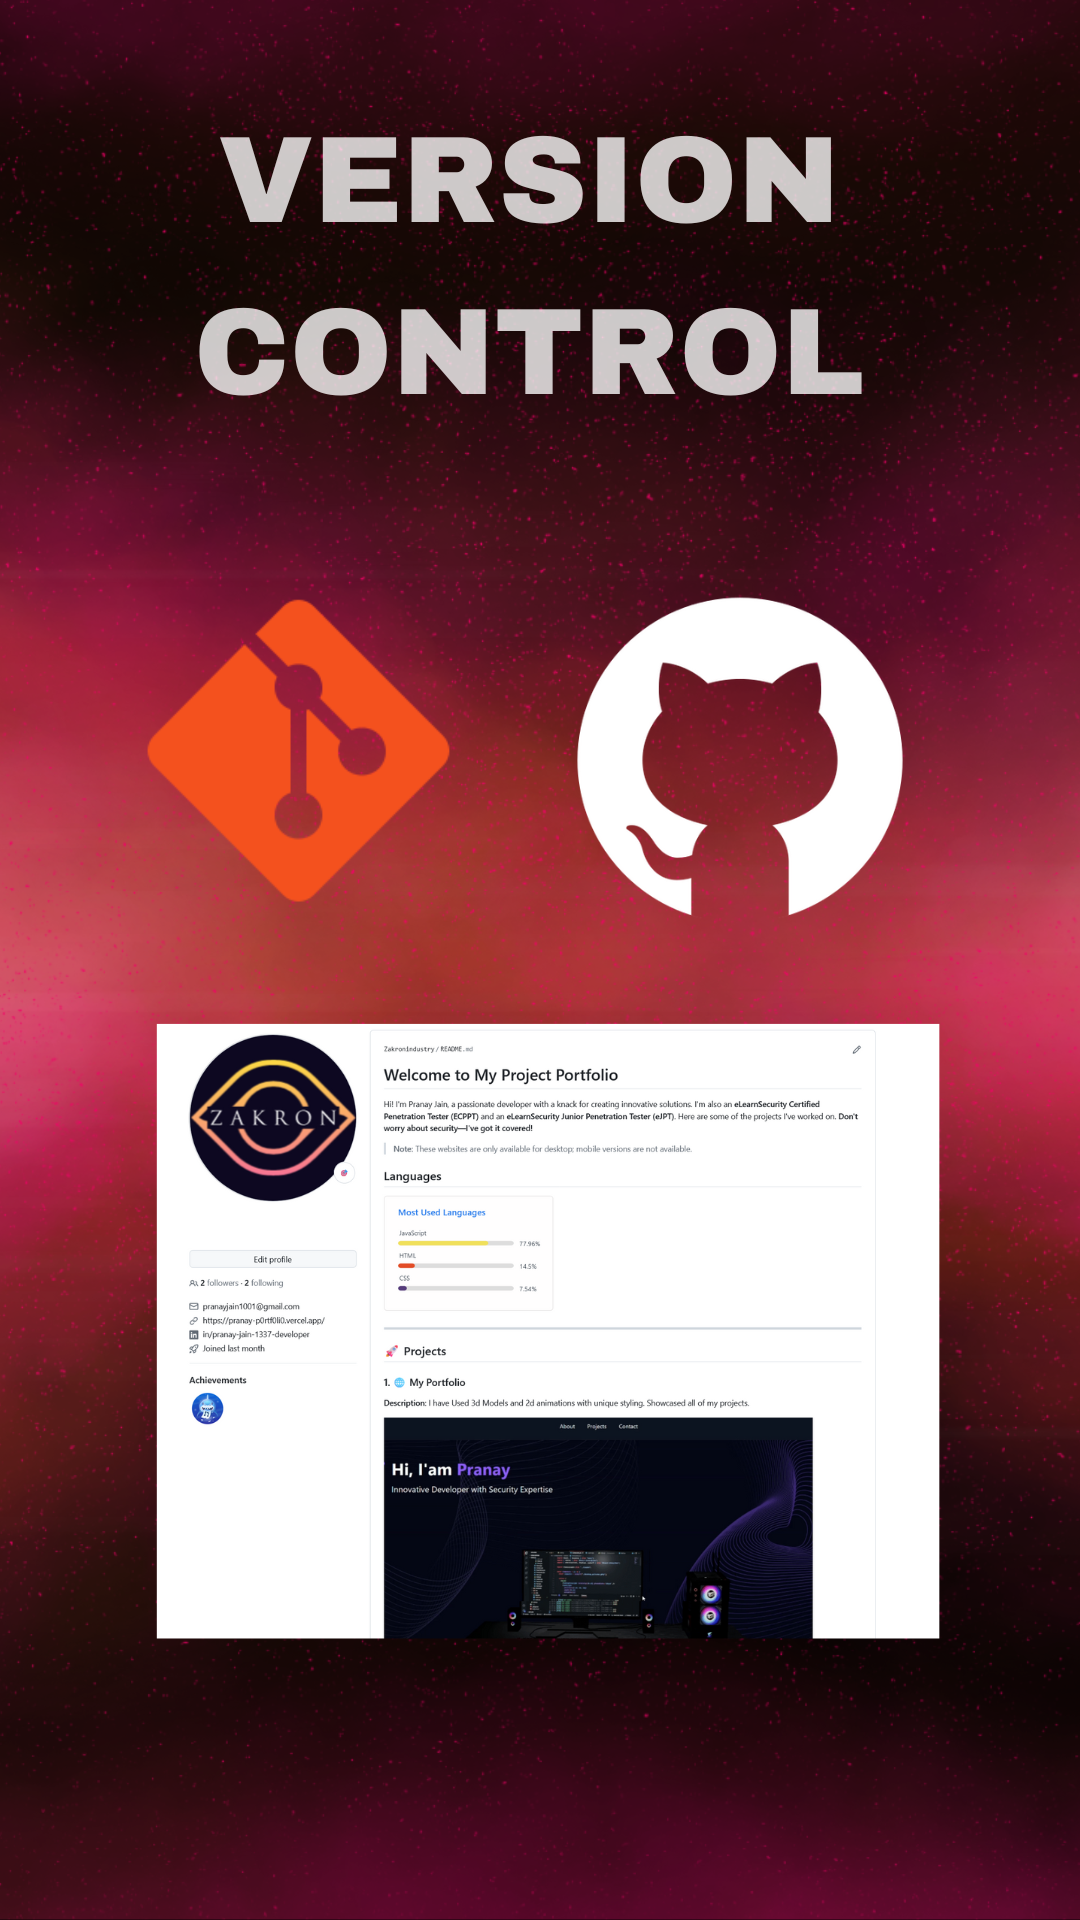 VERSION
CONTROL
ZAKRON
Edit profile
2 followers · 2 following
pranayjain1001@gmail.com
https://pranay-p0rtf0li0.vercel.app/
in/pranay-jain-1337-developer
Joined last month
Achievements
Zakronindustry / README.md
Welcome to My Project Portfolio
Hi! I'm Pranay Jain, a passionate developer with a knack for creating innovative solutions. I'm also an eLearnSecurity Certified
Penetration Tester (ECPPT) and an eLearnSecurity Junior Penetration Tester (eJPT). Here are some of the projects I've worked on. Don't
worry about security—I've got it covered!
Note: These websites are only available for desktop; mobile versions are not available.
Languages
Most Used Languages
JavaScript
77.96%
HTML
14.5%
CSS
7.54%
🚀 Projects
1. 🌐 My Portfolio
Description: I have Used 3d Models and 2d animations with unique styling. Showcased all of my projects.
About Projects Contact
Hi, I'am Pranay
Innovative Developer with Security Expertise